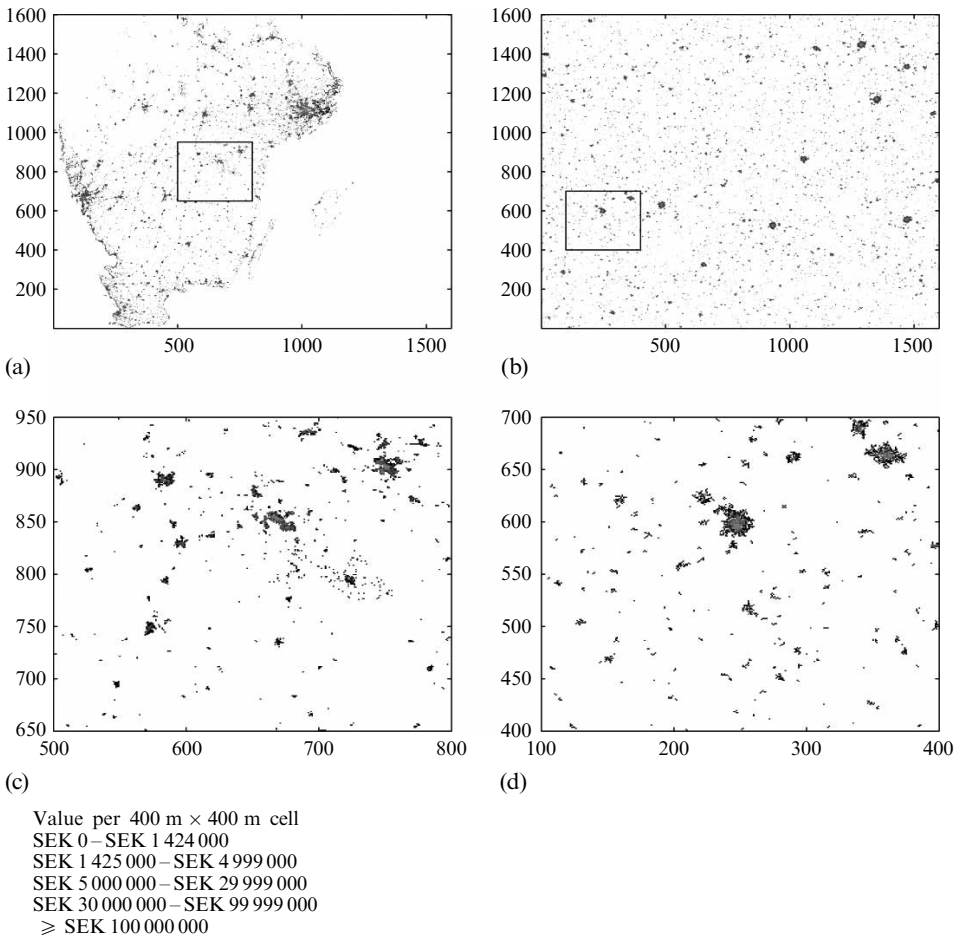 1600
1400
1200
1000
800
600
400
200
500 1000 1500
(a)
1600
1400
1200
1000
800
600
400
200
500 1000 1500
(b)
950
900
850
800
750
700
650
500 600 700 800
(c)
700
650
600
550
500
450
400
100 200 300 400
(d)
Value per 400 m × 400 m cell
SEK 0 – SEK 1 424 000
SEK 1 425 000 – SEK 4 999 000
SEK 5 000 000 – SEK 29 999 000
SEK 30 000 000 – SEK 99 999 000
⩾ SEK 100 000 000